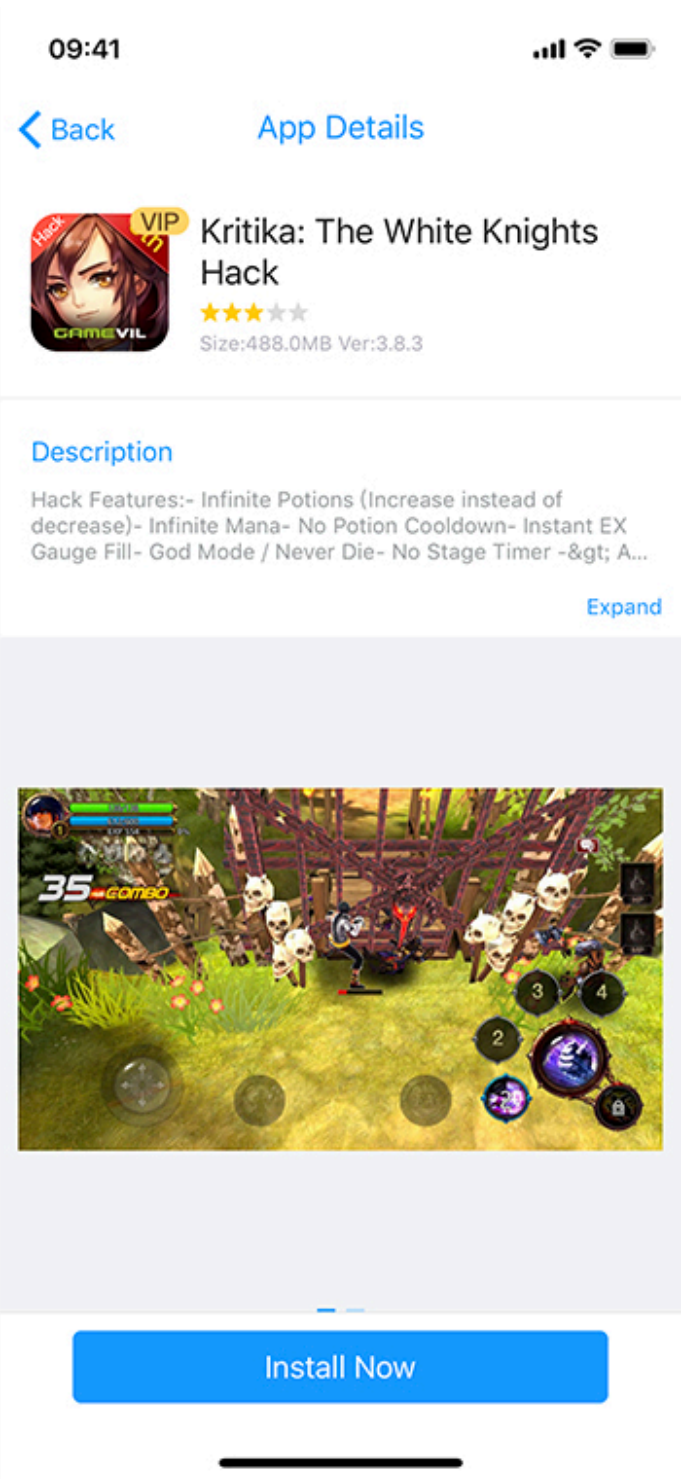 09:41
Back
App Details
Hack
VIP
th
GAMEVIL
Kritika: The White Knights
Hack
Size:488.0MB Ver:3.8.3
Description
Hack Features:- Infinite Potions (Increase instead of
decrease)- Infinite Mana- No Potion Cooldown- Instant EX
Gauge Fill- God Mode / Never Die- No Stage Timer -&gt; A...
Expand
1
35 COMBO
3
4
2
Install Now